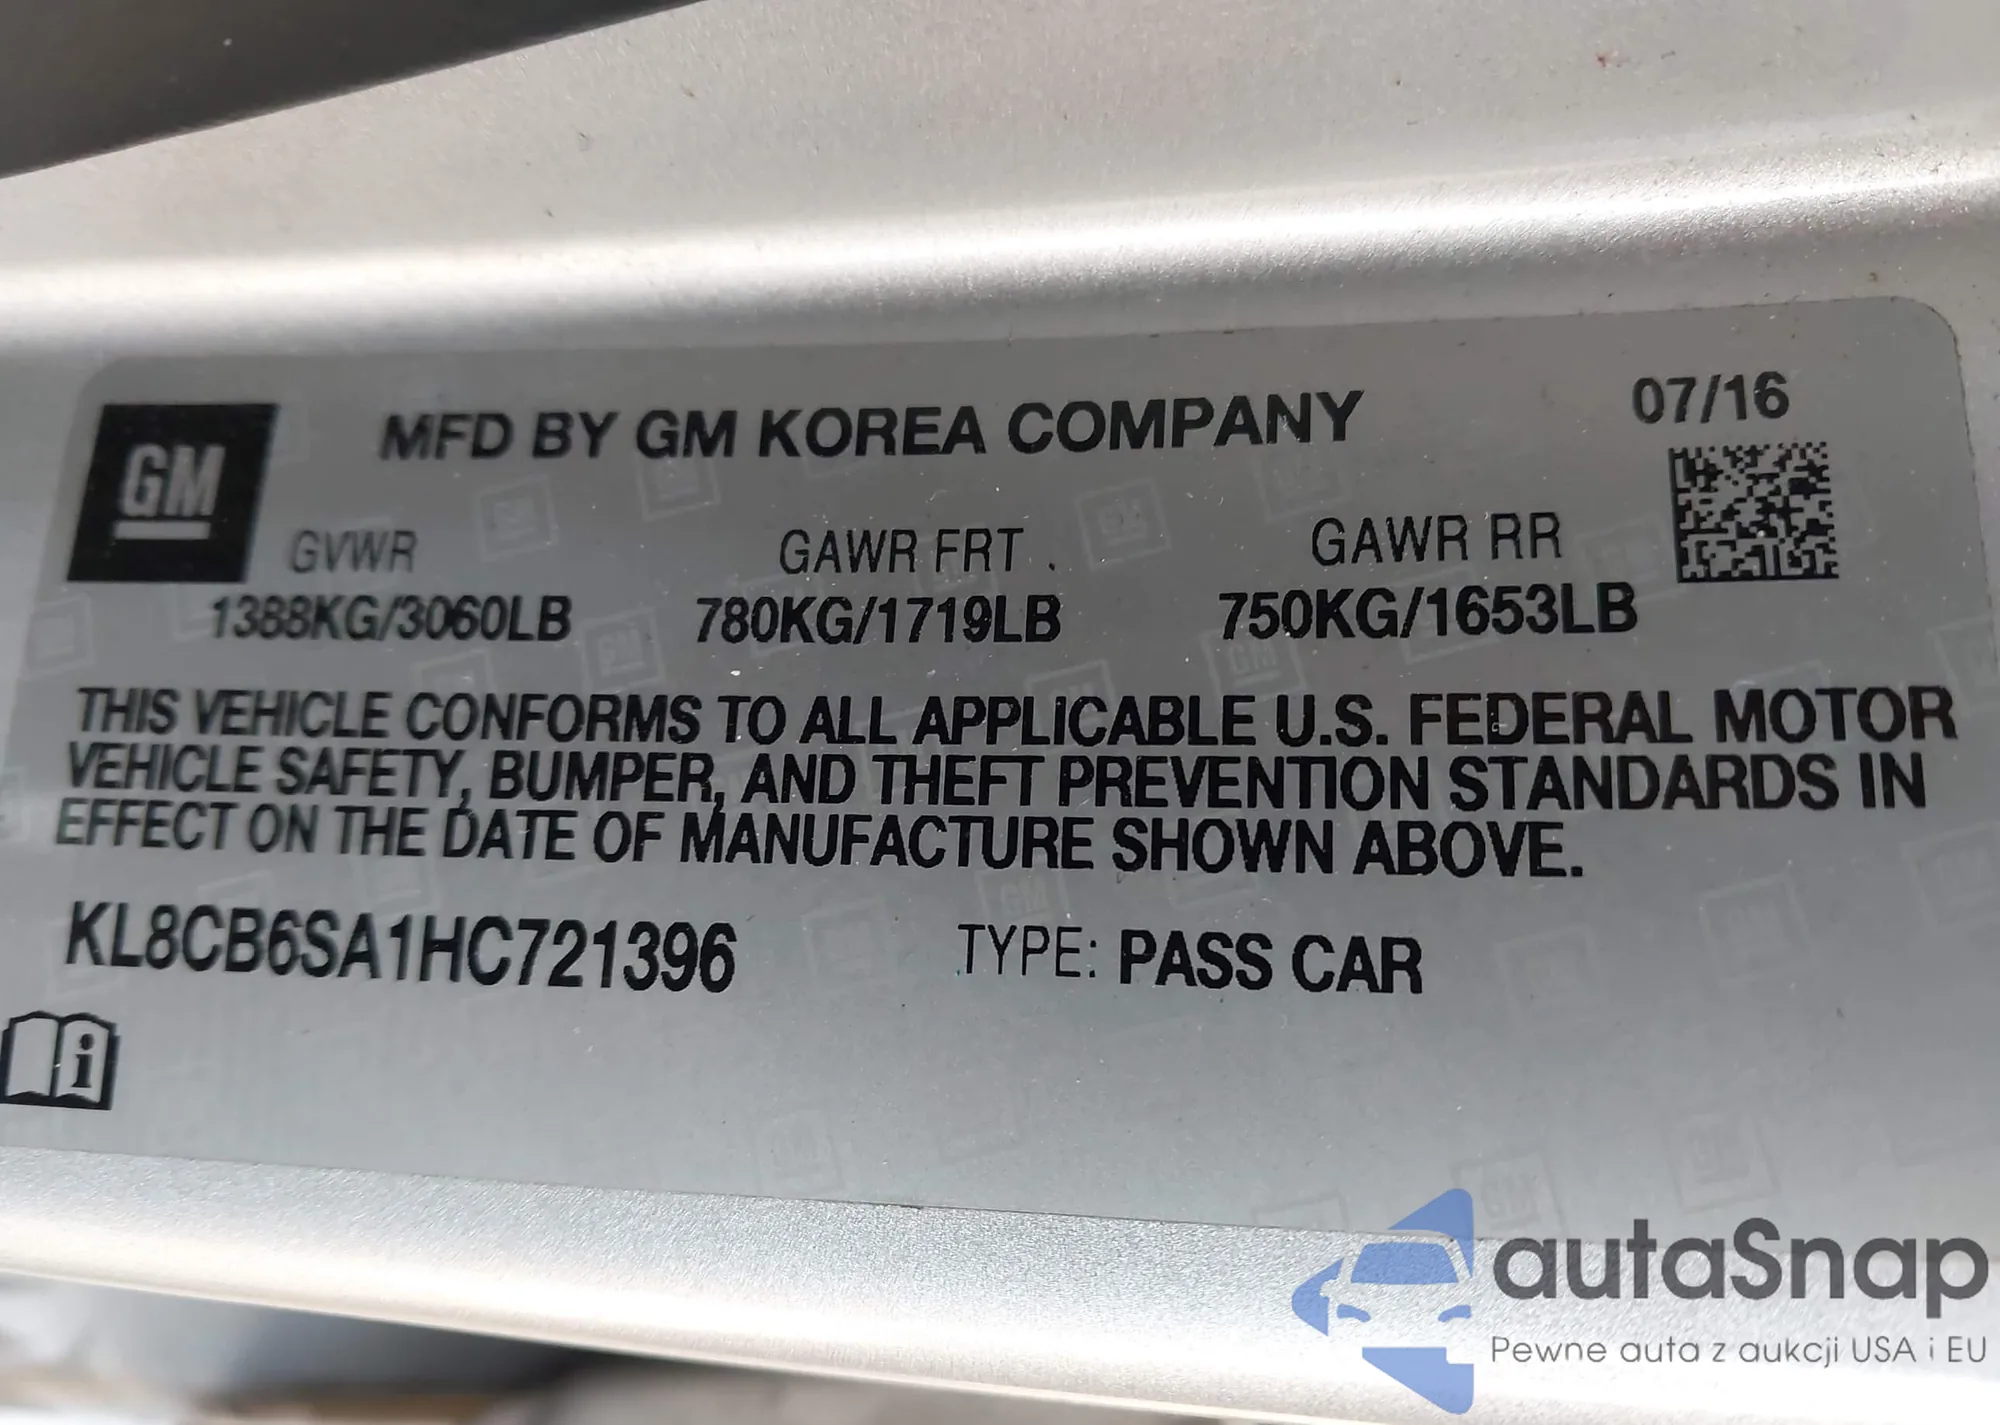 GM
MFD BY GM KOREA COMPANY
07/16
GVWR GAWR FRT GAWR RR
1388KG/3060LB 780KG/1719LB 750KG/1653LB
THIS VEHICLE CONFORMS TO ALL APPLICABLE U.S. FEDERAL MOTOR
VEHICLE SAFETY, BUMPER, AND THEFT PREVENTION STANDARDS IN
EFFECT ON THE DATE OF MANUFACTURE SHOWN ABOVE.
KL8CB6SA1HC721396 TYPE: PASS CAR
i
autaSnap
Pewne auta z aukcji USA i EU